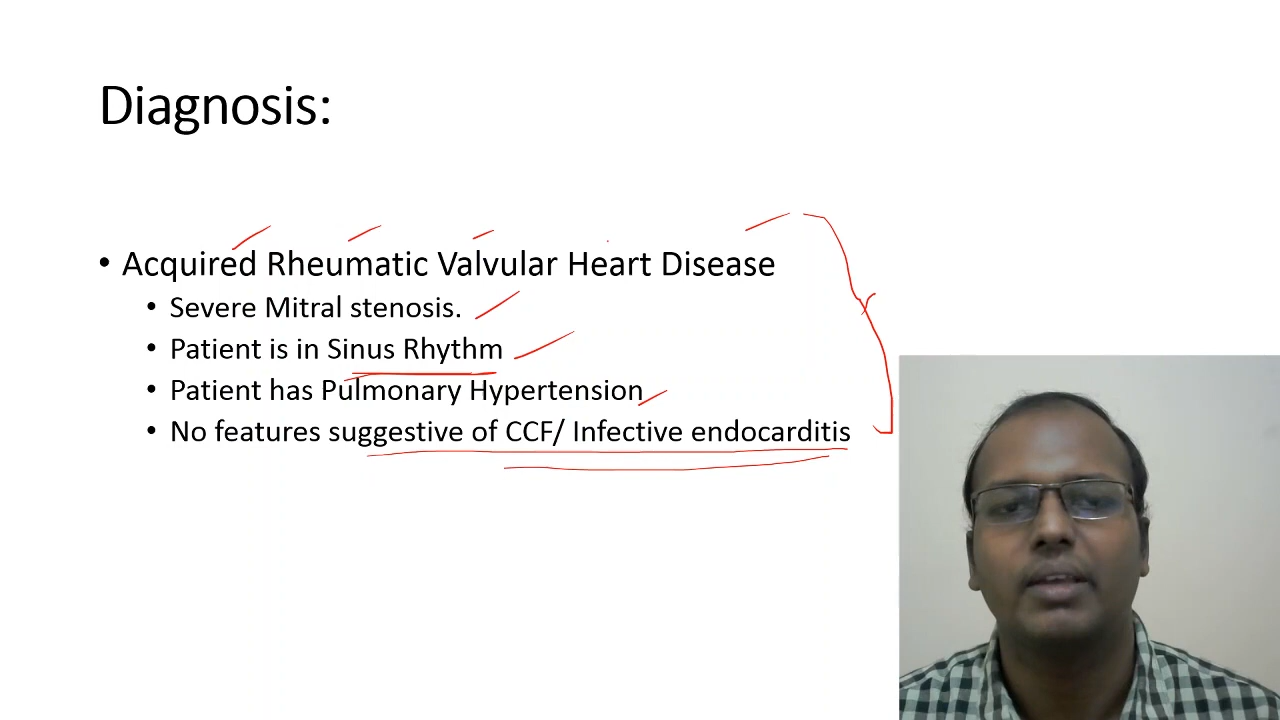 Diagnosis:
• Acquired Rheumatic Valvular Heart Disease
• Severe Mitral stenosis.
• Patient is in Sinus Rhythm
• Patient has Pulmonary Hypertension
• No features suggestive of CCF/ Infective endocarditis